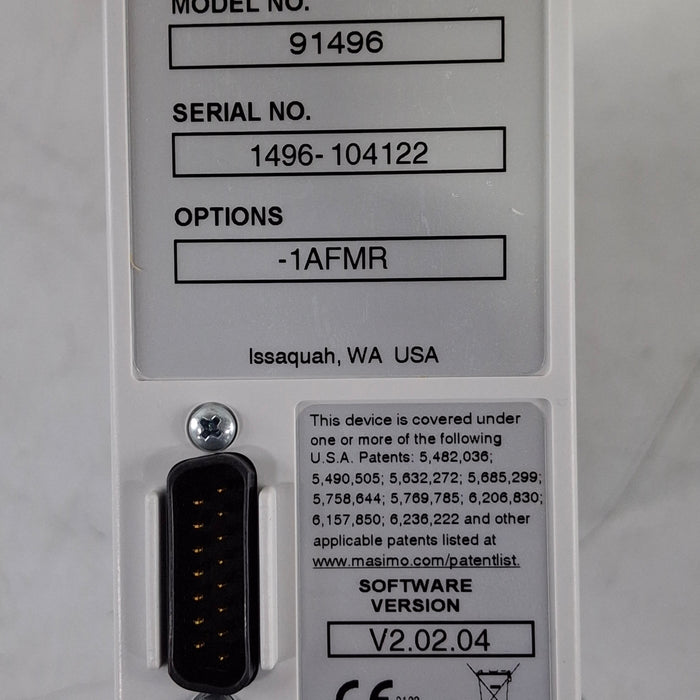 MODEL NO.
91496
SERIAL NO.
1496-104122
OPTIONS
-1AFMR
Issaquah, WA USA
This device is covered under
one or more of the following
U.S.A. Patents: 5,482,036;
5,490,505; 5,632,272; 5,685,299;
5,758,644; 5,769,785; 6,206,830;
6,157,850; 6,236,222 and other
applicable patents listed at
www.masimo.com/patentlist.
SOFTWARE
VERSION
V2.02.04
CE